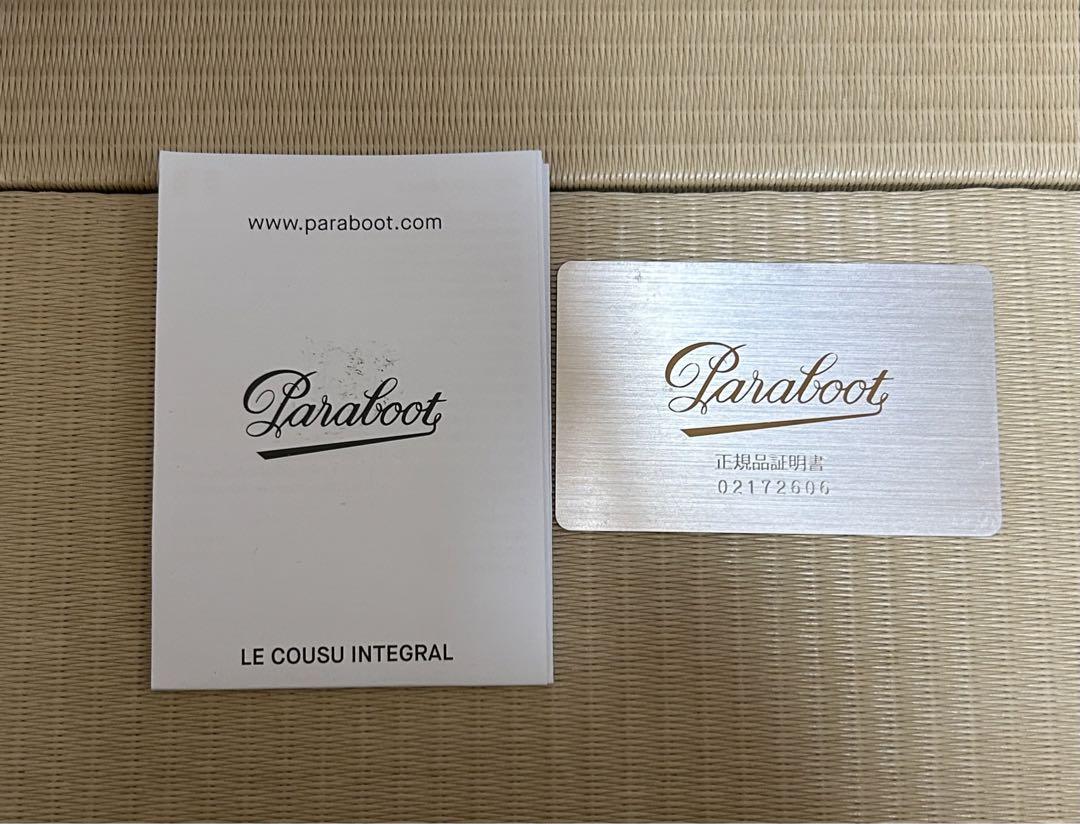 www.paraboot.com
Paraboot
LE COUSU INTEGRAL
Paraboot
正規品証明書
02172606